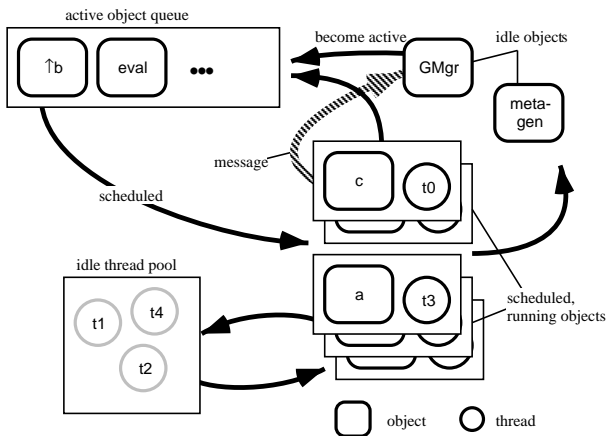 active object queue
become active
idle objects
↑b
eval
•••
GMgr
meta-
gen
message
c
t0
scheduled
idle thread pool
a
t3
scheduled,
running objects
t1
t4
t2
object
thread